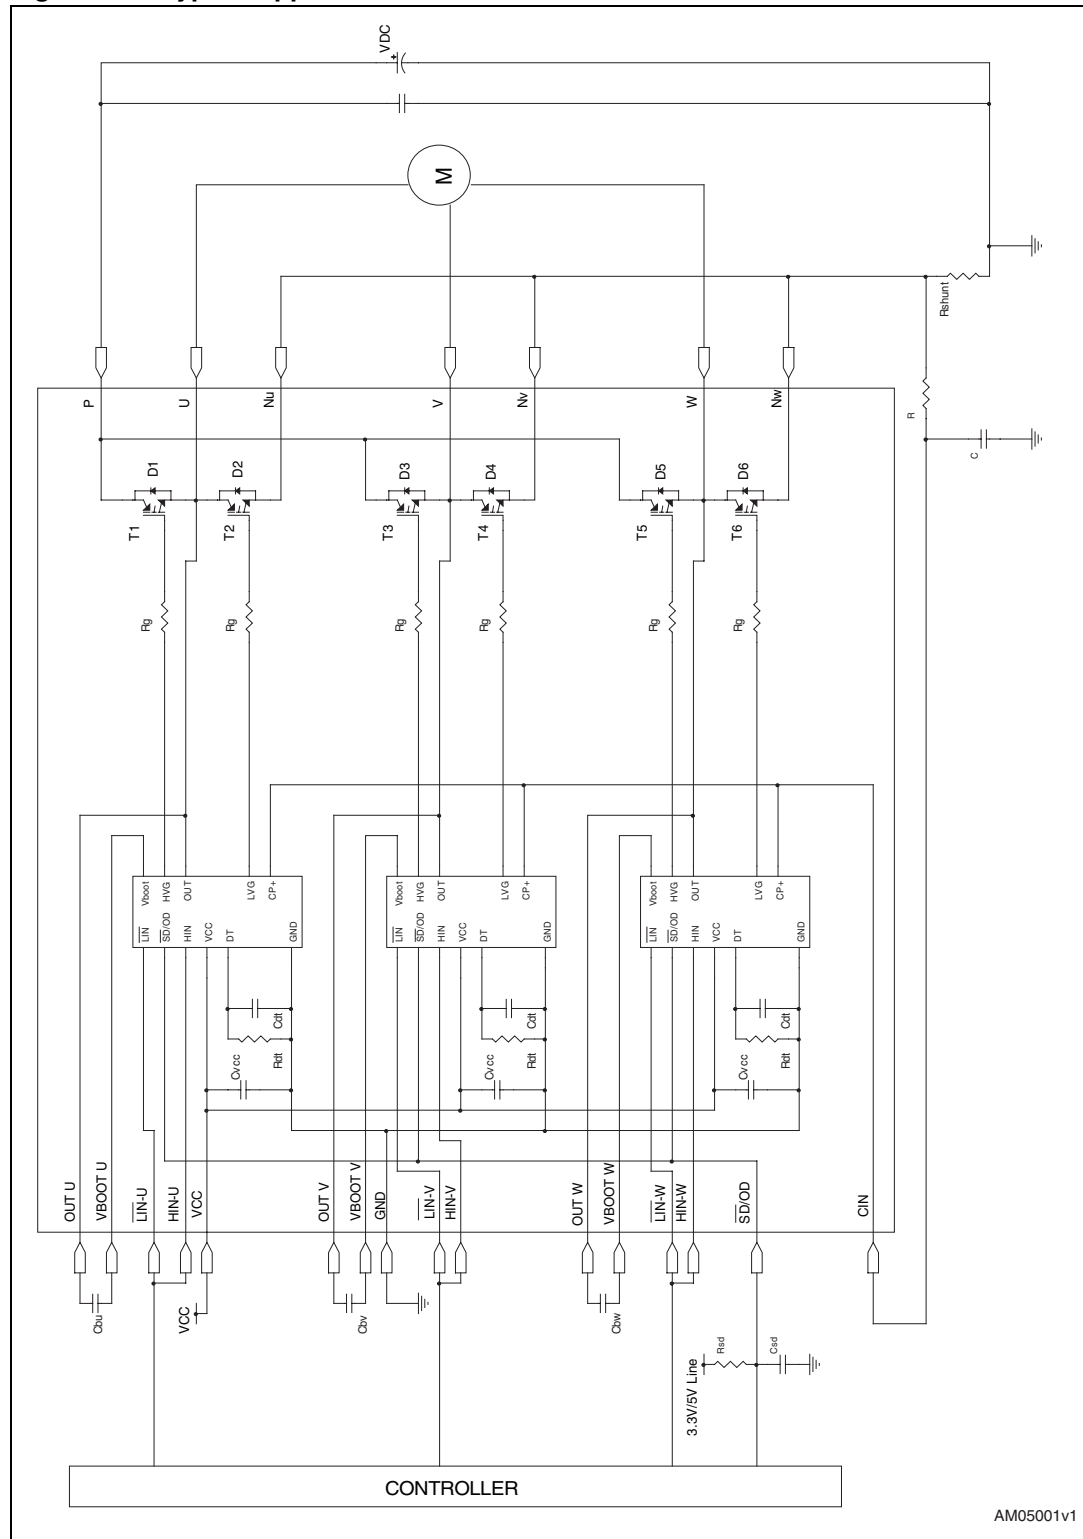 VDC
+
M
Rshunt
P
U
Nu
V
Nv
W
Nw
R
C
T1
D1
T2
D2
T3
D3
T4
D4
T5
D5
T6
D6
Rg
Rg
Rg
Rg
Rg
Rg
Vboot
HVG
OUT
LVG
CP+
LIN
SD/OD
HIN
VCC
DT
GND
Vboot
HVG
OUT
LVG
CP+
LIN
SD/OD
HIN
VCC
DT
GND
Vboot
HVG
OUT
LVG
CP+
LIN
SD/OD
HIN
VCC
DT
GND
Cdt
Rdt
Cvcc
Cdt
Rdt
Cvcc
Cdt
Rdt
Cvcc
OUT U
VBOOT U
LIN-U
HIN-U
VCC
OUT V
VBOOT V
GND
LIN-V
HIN-V
OUT W
VBOOT W
LIN-W
HIN-W
SD/OD
CIN
Cbu
VCC
Cbv
Cbw
3.3V/5V Line
Rsd
Csd
CONTROLLER
AM05001v1